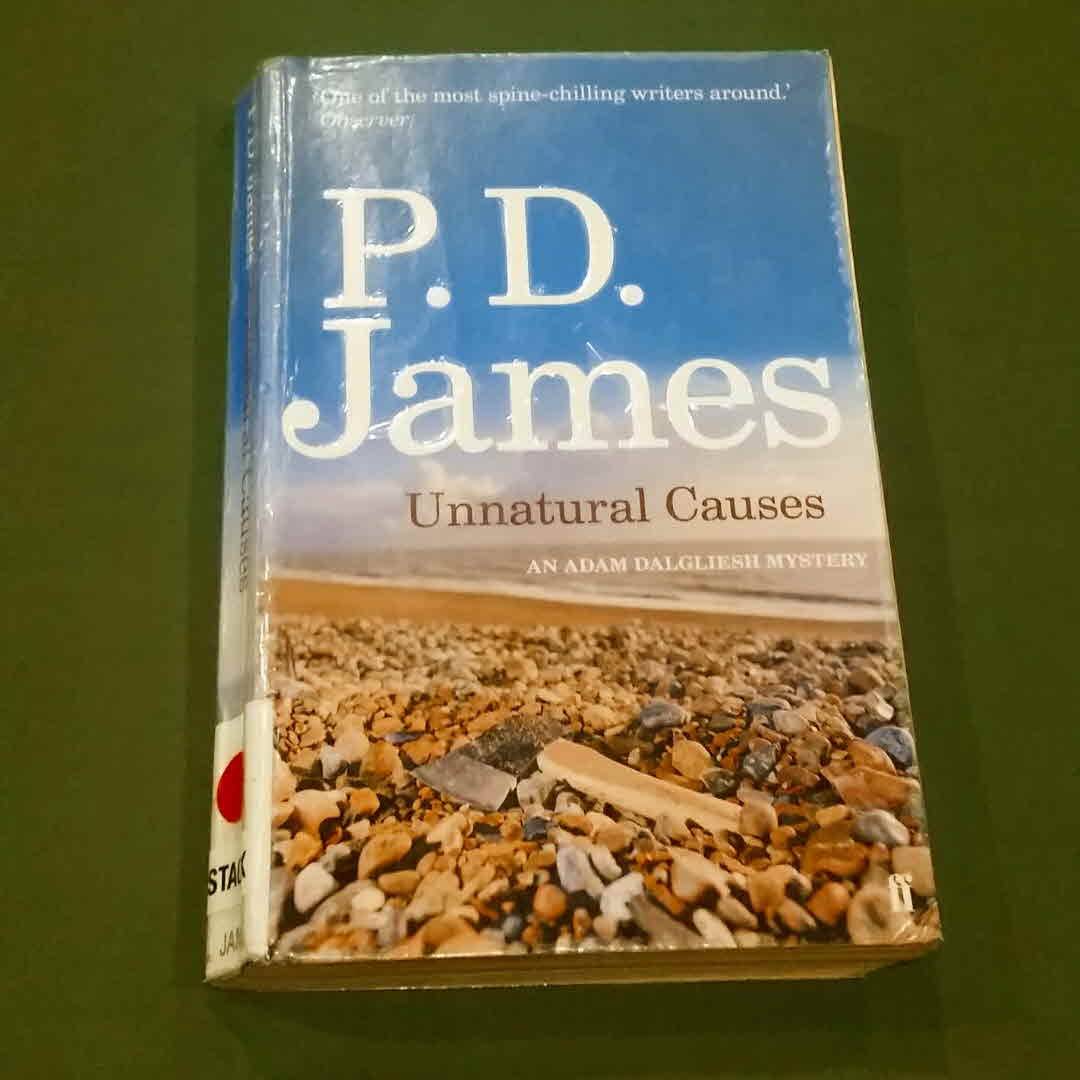 'One of the most spine-chilling writers around.'
Observer
P. D.
James
Unnatural Causes
AN ADAM DALGLIESH MYSTERY
ff
STAC
JAM